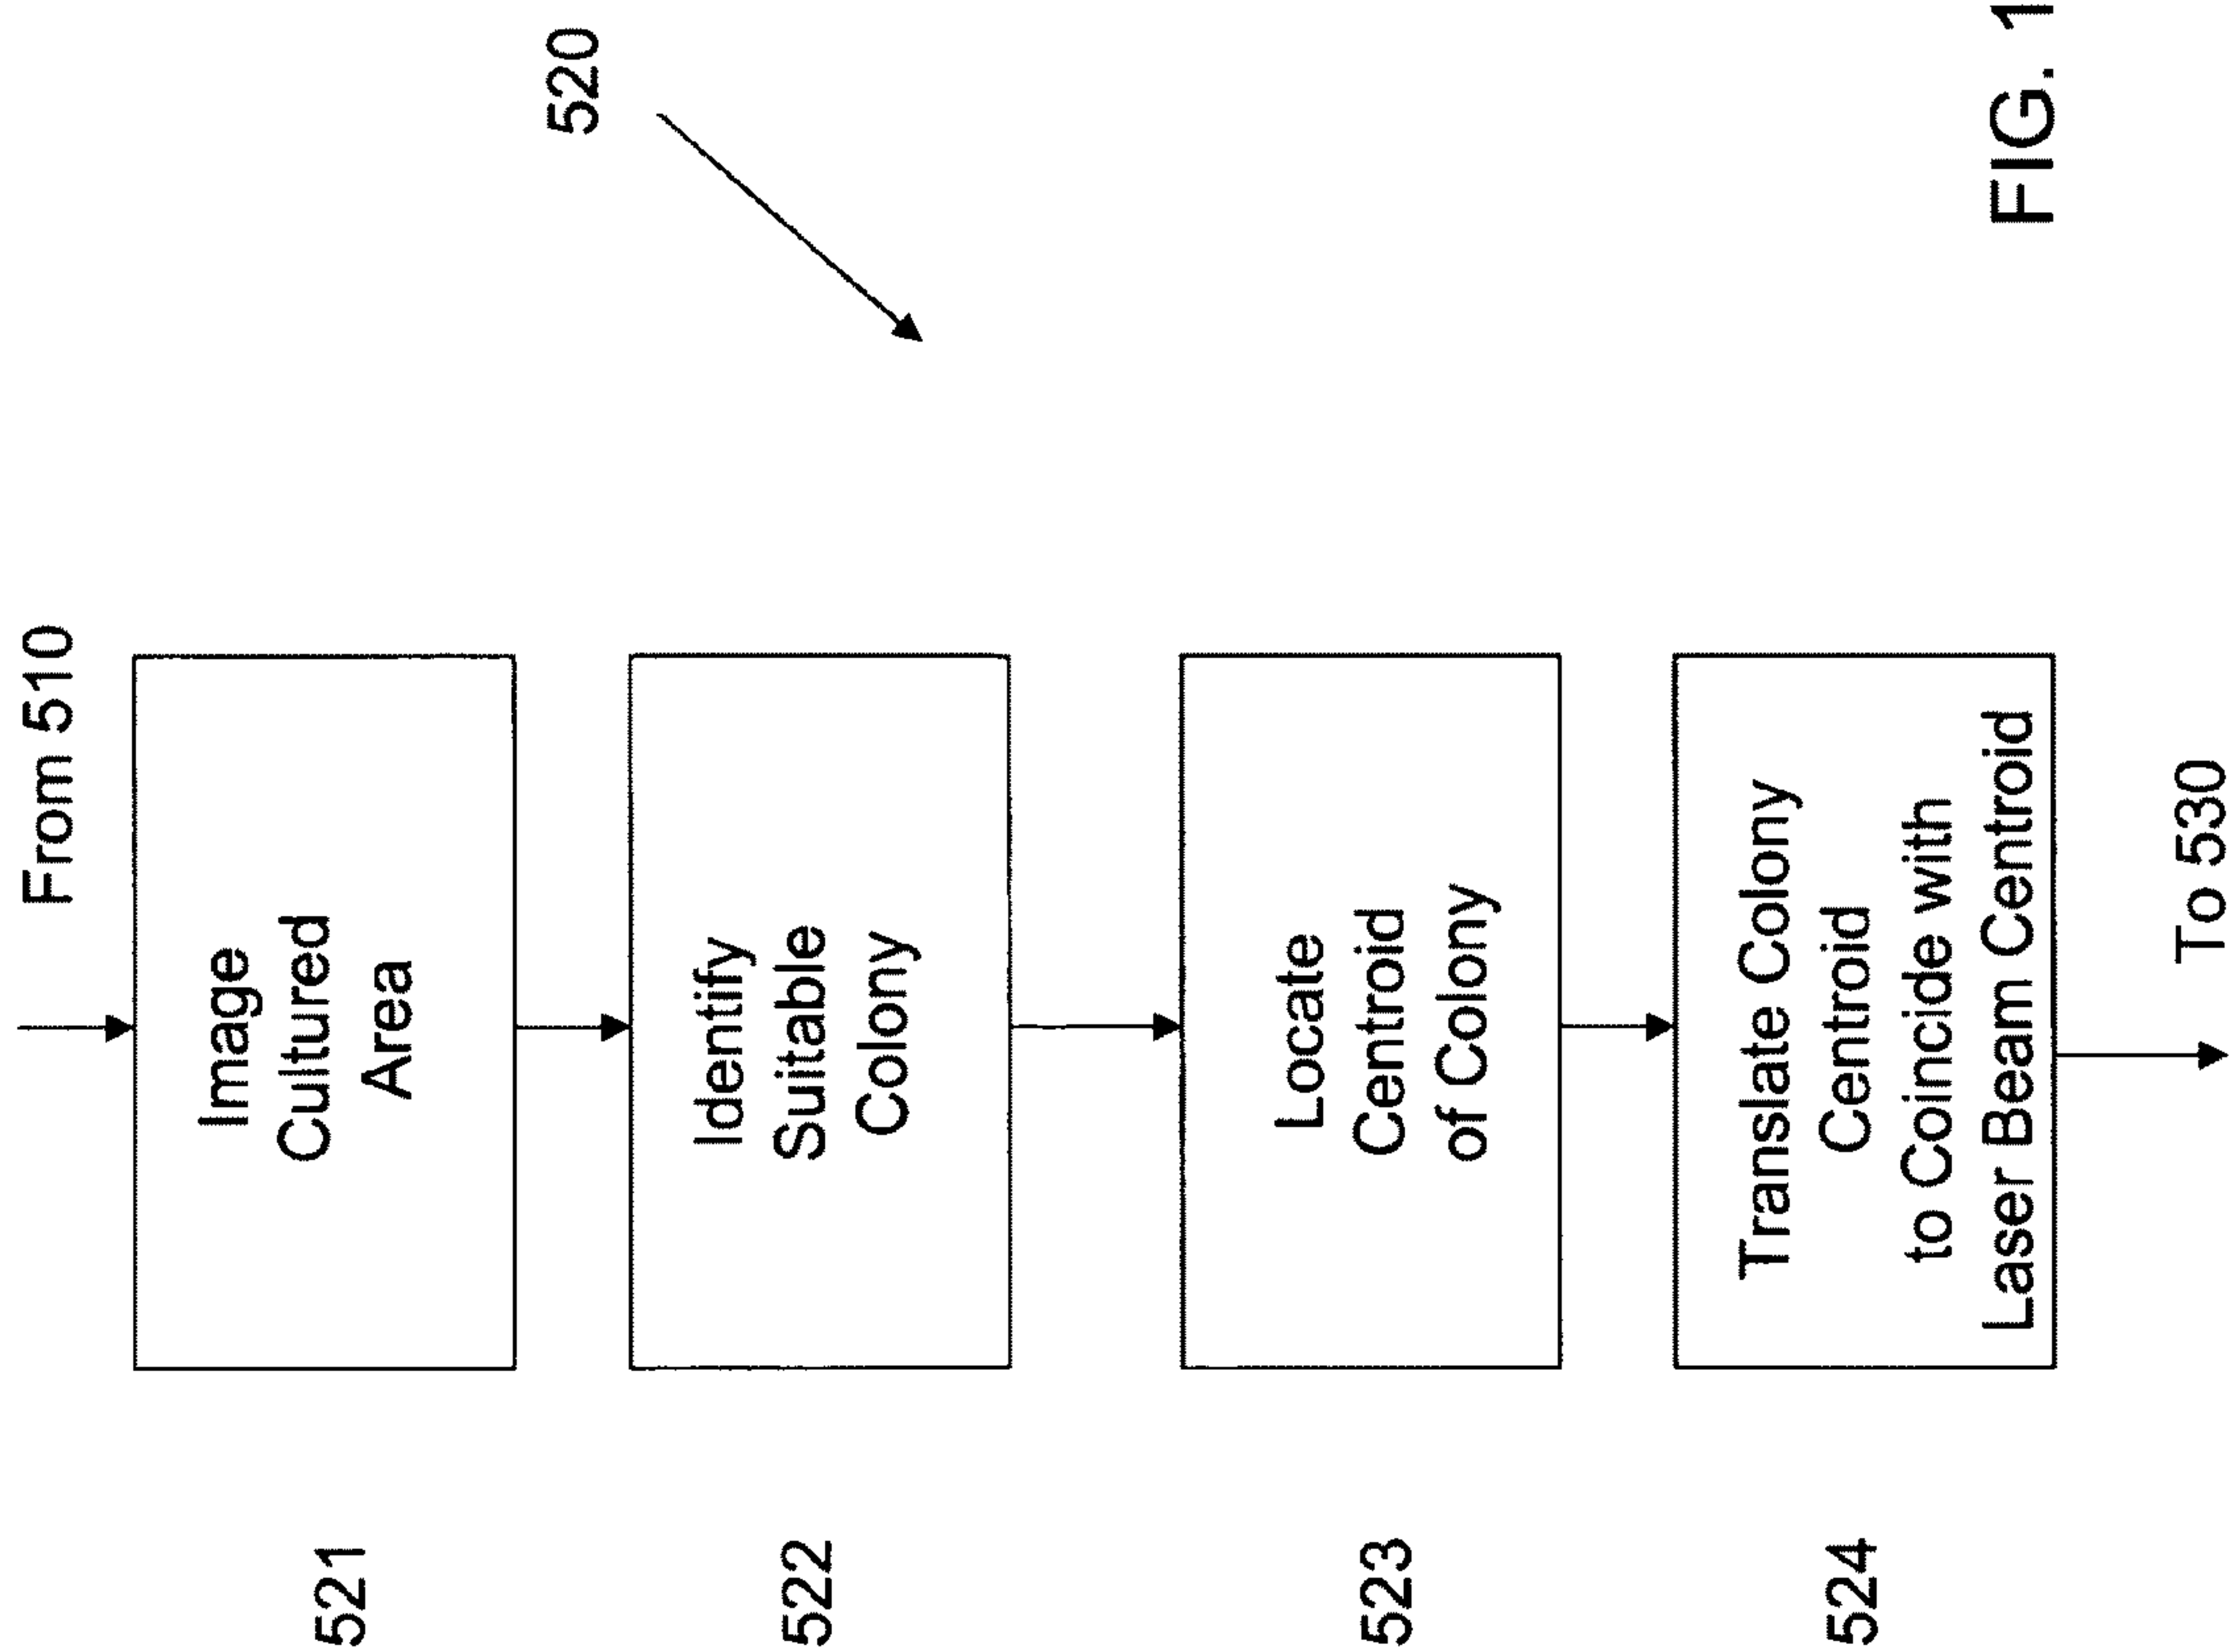 From 510
521
Image
Cultured
Area
520
522
Identify
Suitable
Colony
523
Locate
Centroid
of Colony
524
Translate Colony
Centroid
to Coincide with
Laser Beam Centroid
To 530
FIG. 1